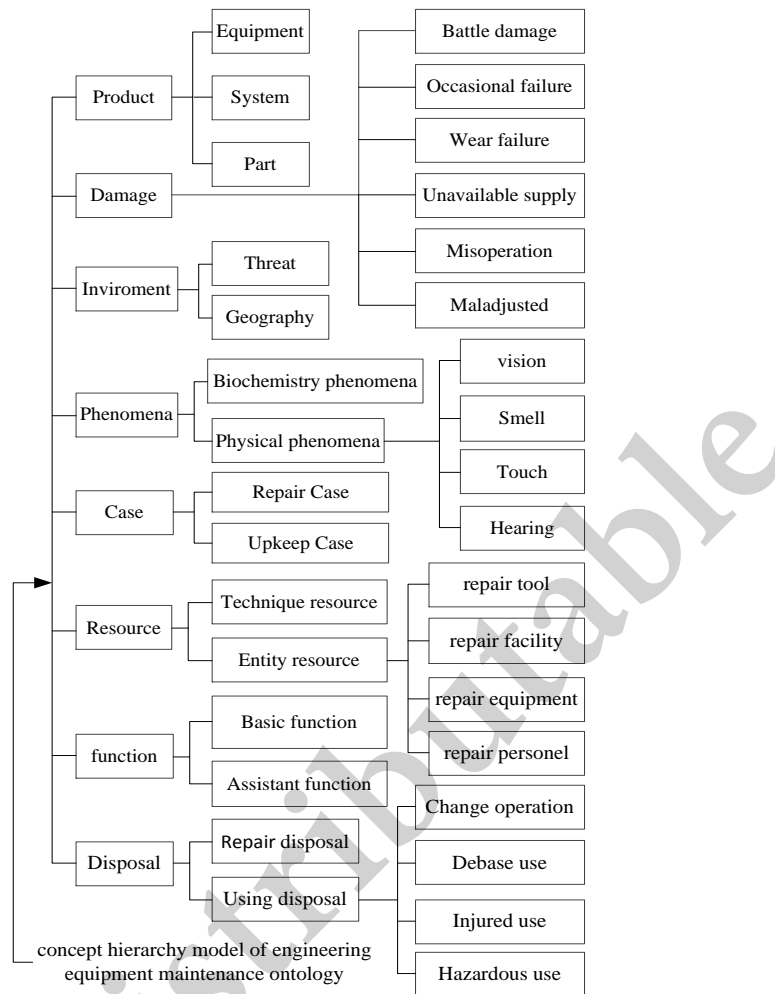 Equipment
Product
System
Part
Damage
Battle damage
Occasional failure
Wear failure
Unavailable supply
Misoperation
Maladjusted
Inviroment
Threat
Geography
Phenomena
Biochemistry phenomena
Physical phenomena
vision
Smell
Touch
Hearing
Case
Repair Case
Upkeep Case
Resource
Technique resource
Entity resource
repair tool
repair facility
repair equipment
repair personel
function
Basic function
Assistant function
Disposal
Repair disposal
Using disposal
Change operation
Debase use
Injured use
Hazardous use
concept hierarchy model of engineering
equipment maintenance ontology
istributable